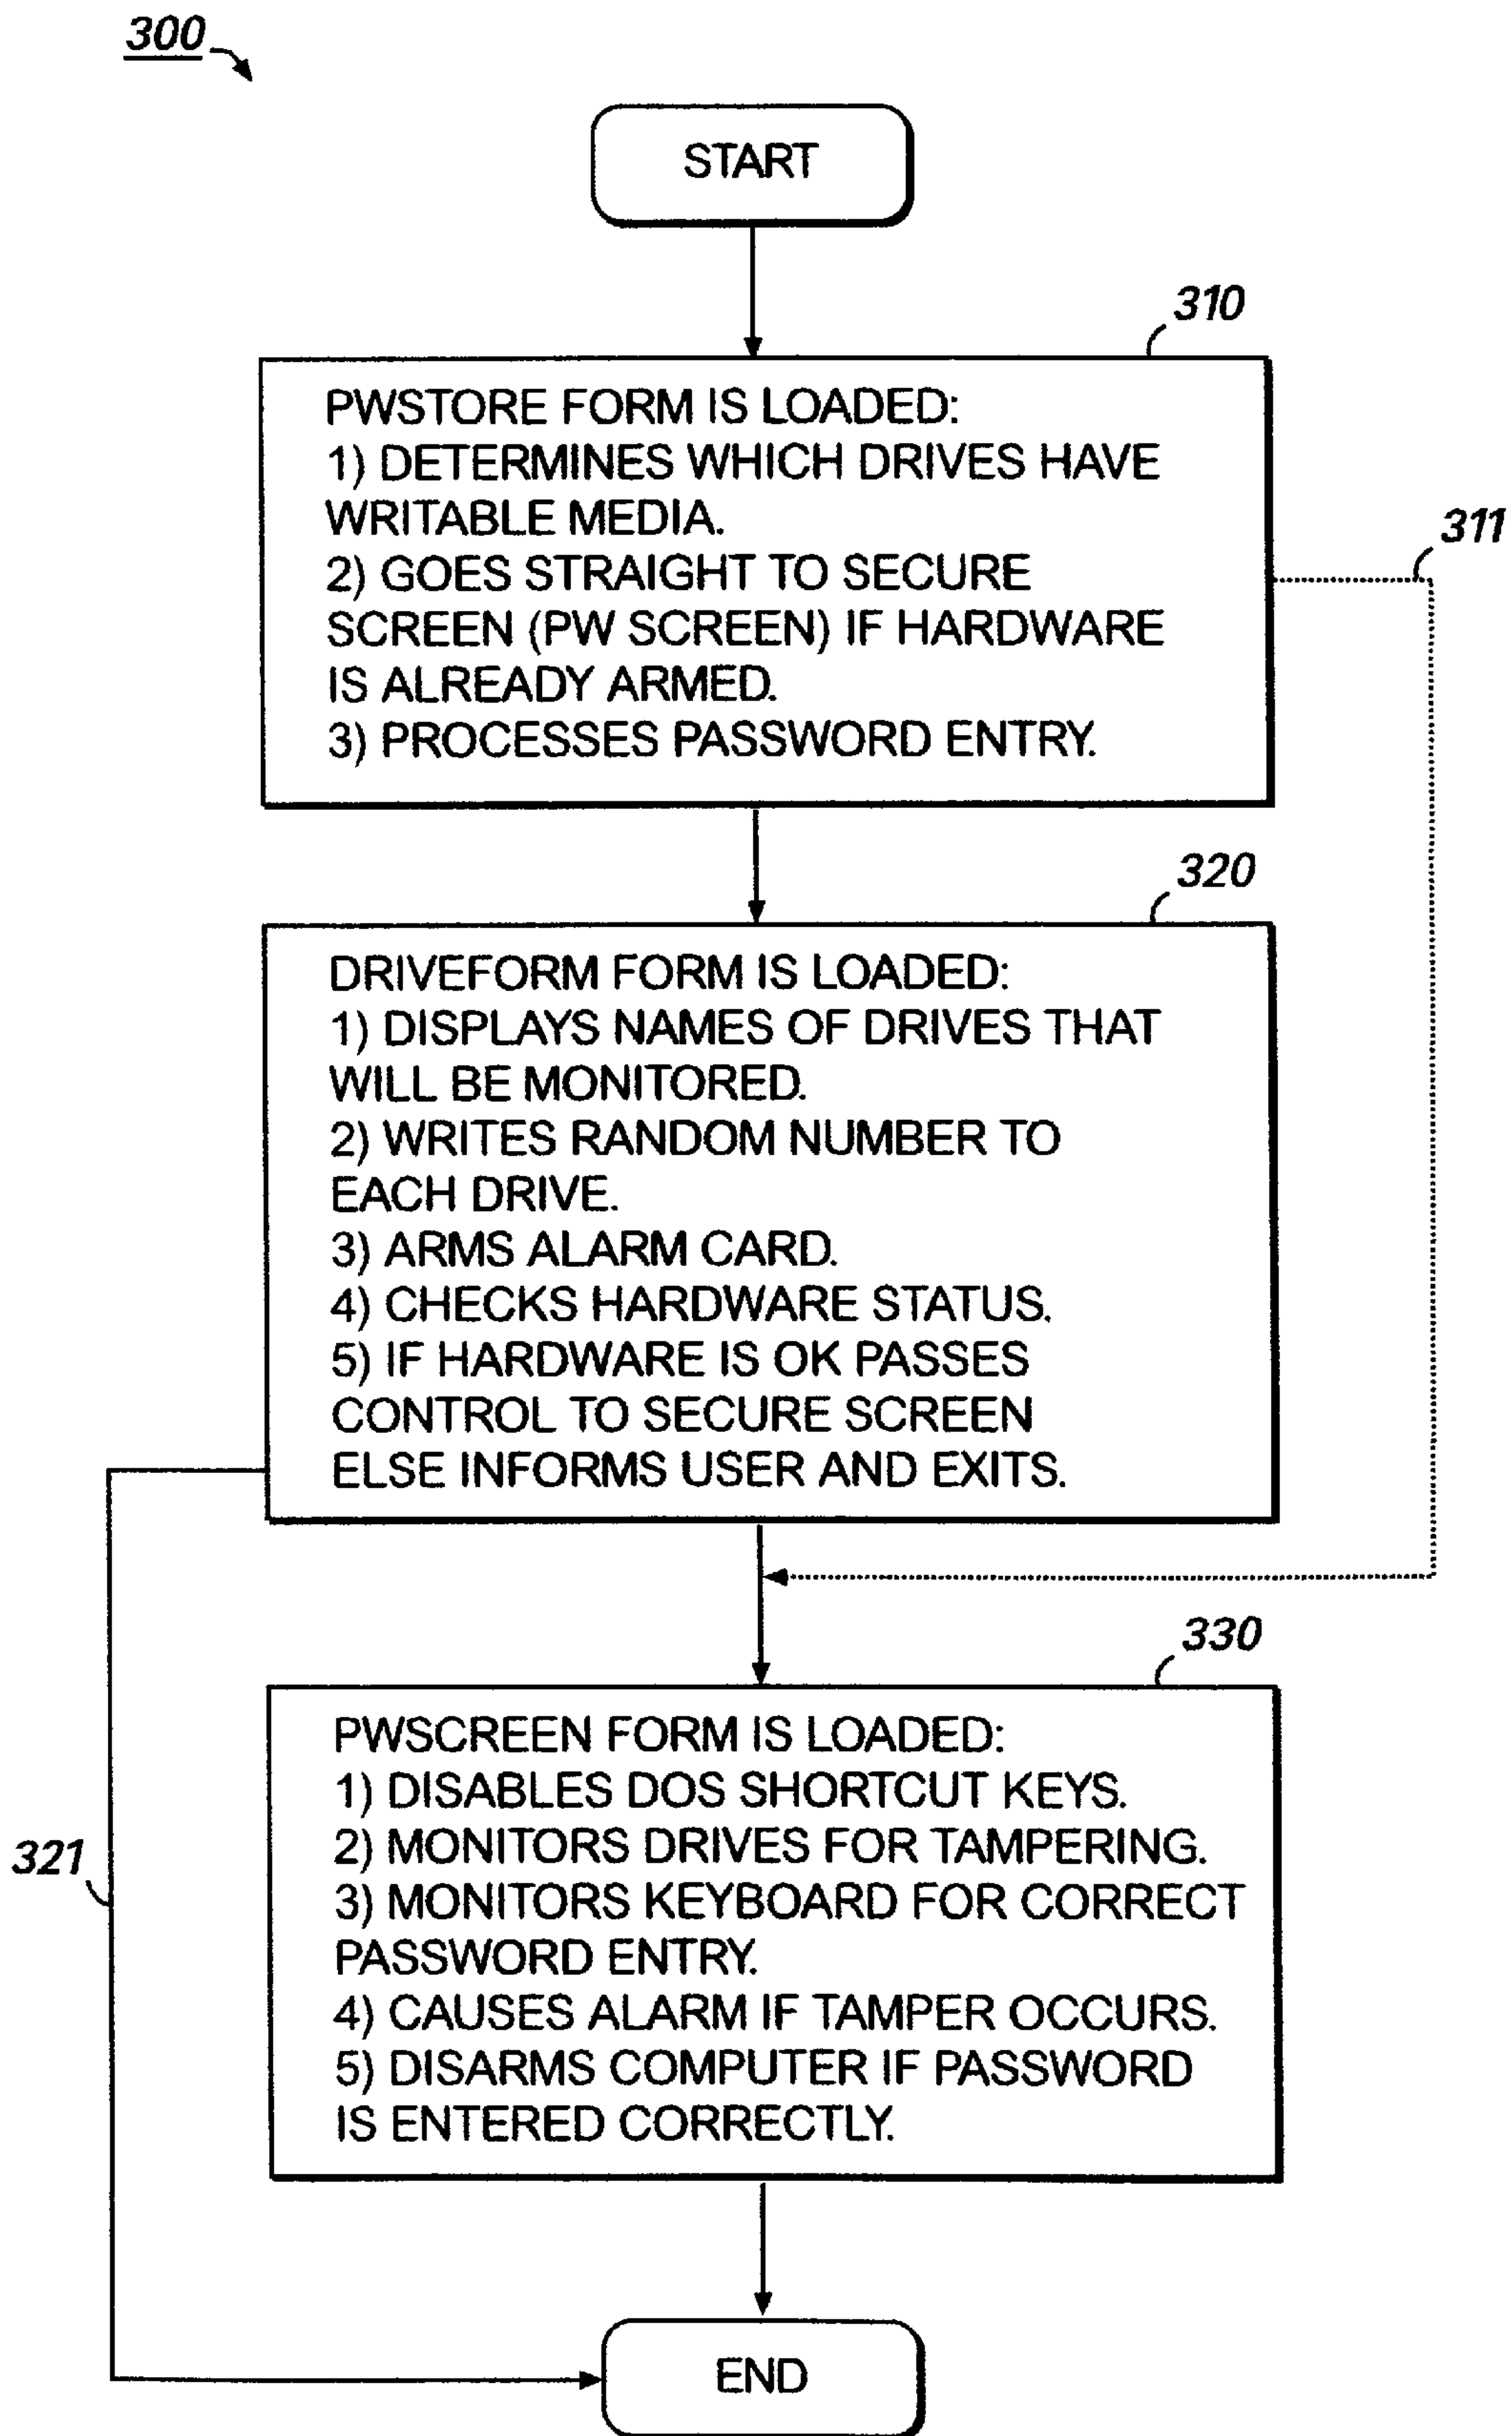 300
START
310
PWSTORE FORM IS LOADED:
1) DETERMINES WHICH DRIVES HAVE
WRITABLE MEDIA.
2) GOES STRAIGHT TO SECURE
SCREEN (PW SCREEN) IF HARDWARE
IS ALREADY ARMED.
3) PROCESSES PASSWORD ENTRY.
311
320
DRIVEFORM FORM IS LOADED:
1) DISPLAYS NAMES OF DRIVES THAT
WILL BE MONITORED.
2) WRITES RANDOM NUMBER TO
EACH DRIVE.
3) ARMS ALARM CARD.
4) CHECKS HARDWARE STATUS.
5) IF HARDWARE IS OK PASSES
CONTROL TO SECURE SCREEN
ELSE INFORMS USER AND EXITS.
330
PWSCREEN FORM IS LOADED:
1) DISABLES DOS SHORTCUT KEYS.
2) MONITORS DRIVES FOR TAMPERING.
3) MONITORS KEYBOARD FOR CORRECT
PASSWORD ENTRY.
4) CAUSES ALARM IF TAMPER OCCURS.
5) DISARMS COMPUTER IF PASSWORD
IS ENTERED CORRECTLY.
321
END